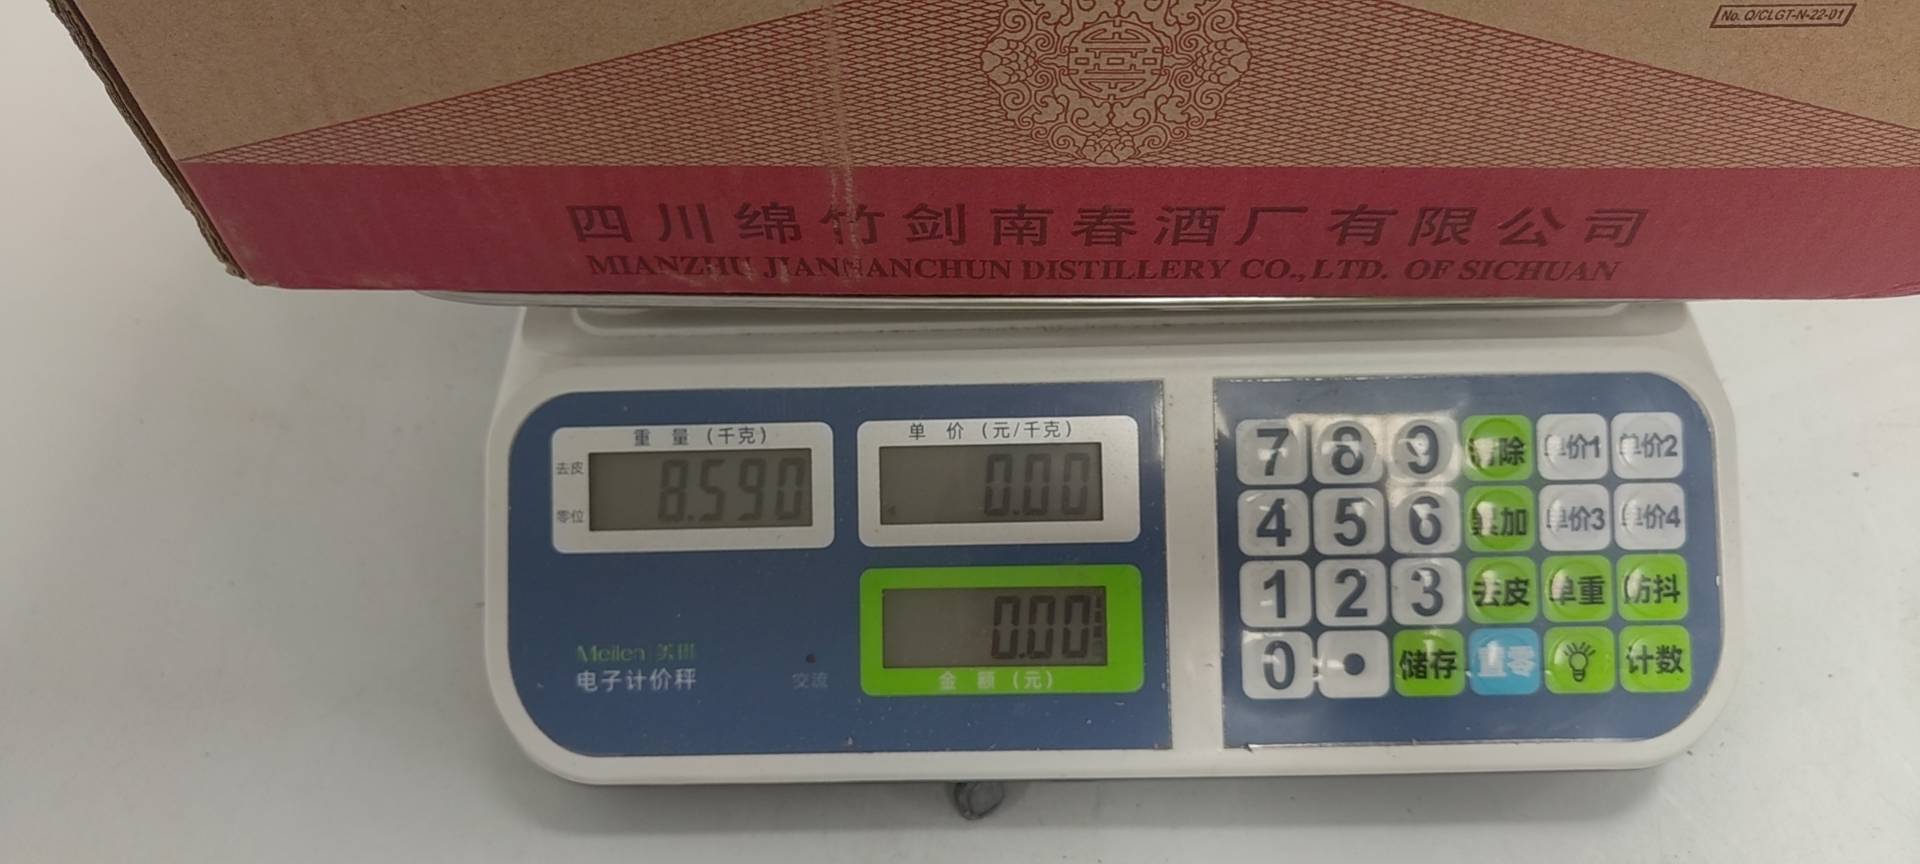 No. Q/CLGT-N-22-01
四川绵竹剑南春酒厂有限公司
MIANZHU JIANNANCHUN DISTILLERY CO.,LTD. OF SICHUAN
重 量 (千克)
去皮
零位
8.590
单 价 (元/千克)
0.00
0.00
金 额 (元)
Meilen
电子计价秤
交流
7 8 9 清除 单价1 单价2
4 5 6 累加 单价3 单价4
1 2 3 去皮 单重 防抖
0 • 储存 置零 计数